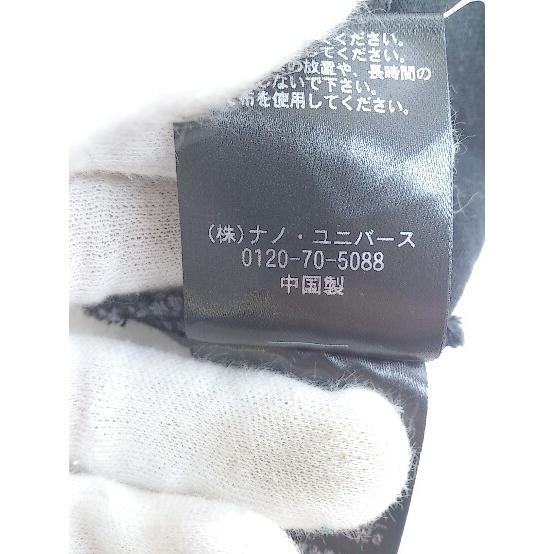 ください。
してください。
の放置や、長時間の
しないで下さい。
て布を使用してください。
(株)ナノ・ユニバース
0120-70-5088
中国製